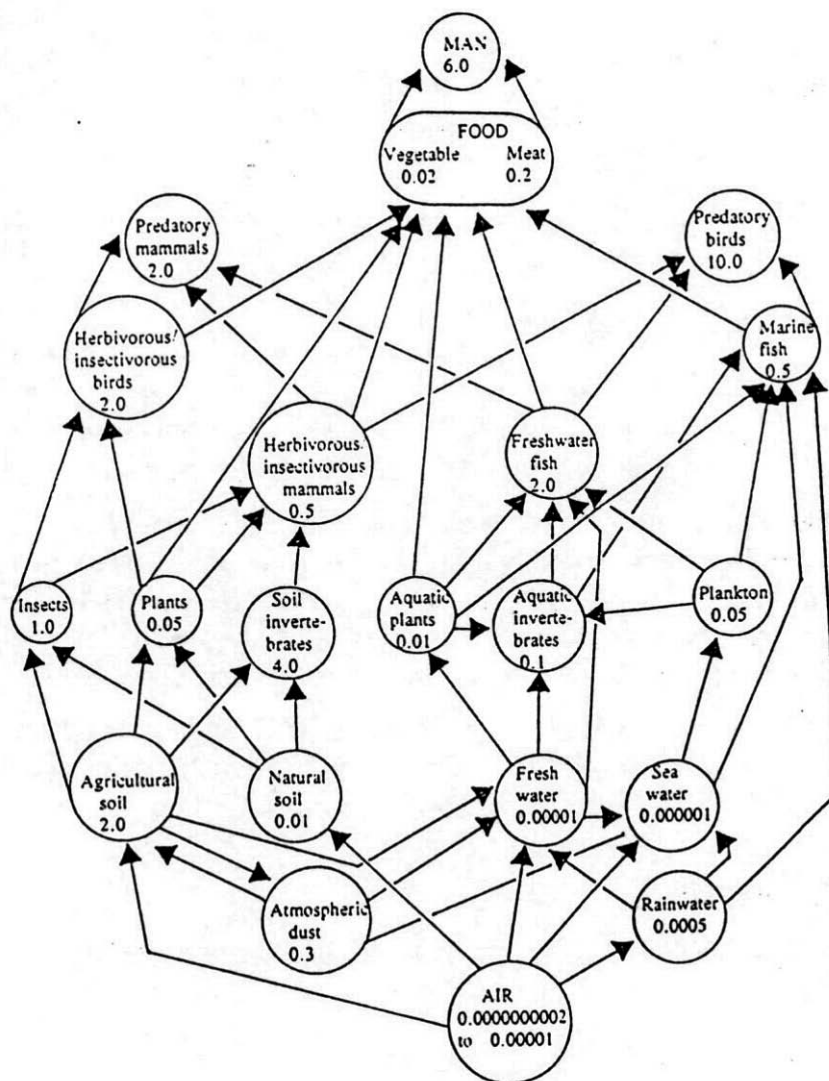 MAN
6.0
FOOD
Vegetable Meat
0.02 0.2
Predatory
mammals
2.0
Predatory
birds
10.0
Herbivorous/
insectivorous
birds
2.0
Marine
fish
0.5
Herbivorous/
insectivorous
mammals
0.5
Freshwater
fish
2.0
Insects
1.0
Plants
0.05
Soil
inverte-
brates
4.0
Aquatic
plants
0.01
Aquatic
inverte-
brates
0.1
Plankton
0.05
Agricultural
soil
2.0
Natural
soil
0.01
Fresh
water
0.00001
Sea
water
0.000001
Atmospheric
dust
0.3
Rainwater
0.0005
AIR
0.0000000002
to 0.00001